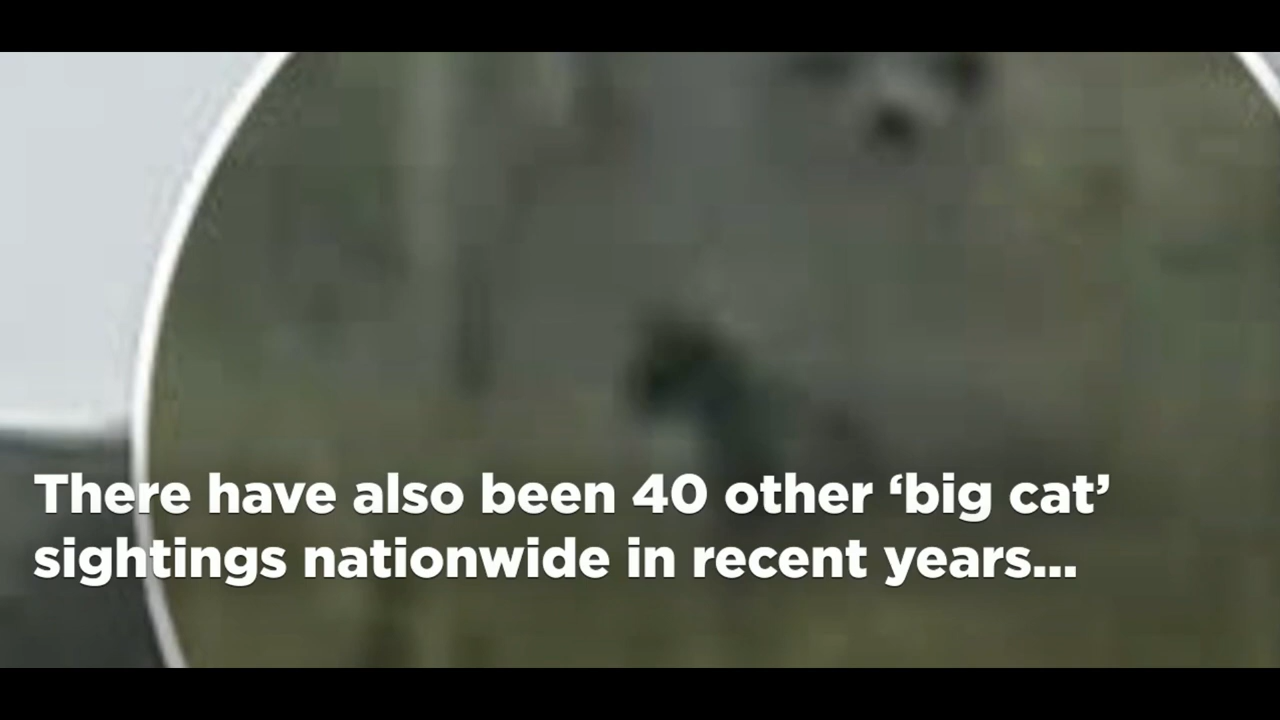 There have also been 40 other ‘big cat’
sightings nationwide in recent years...